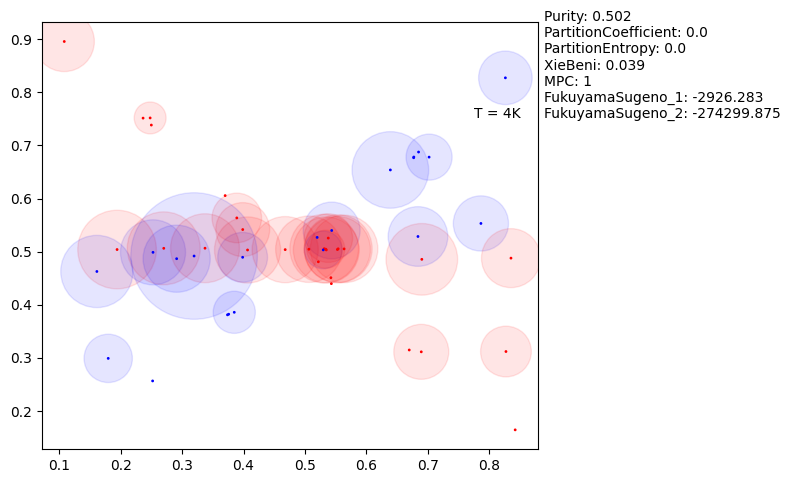 Purity: 0.502
PartitionCoefficient: 0.0
PartitionEntropy: 0.0
XieBeni: 0.039
MPC: 1
FukuyamaSugeno_1: -2926.283
FukuyamaSugeno_2: -274299.875
T = 4K
0.9
0.8
0.7
0.6
0.5
0.4
0.3
0.2
0.1
0.2
0.3
0.4
0.5
0.6
0.7
0.8